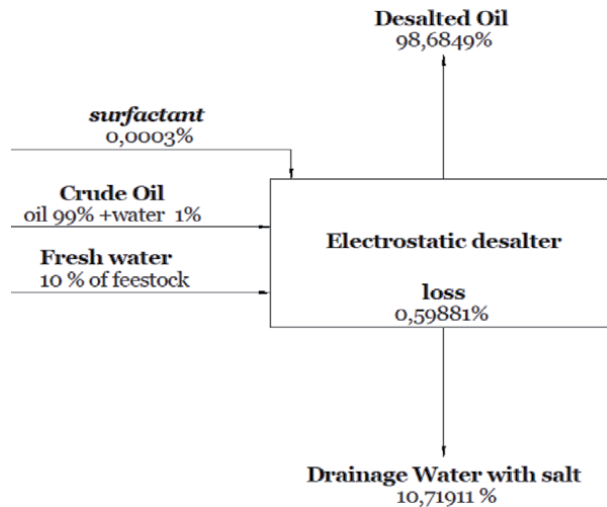 Desalted Oil
98,6849%
surfactant
0,0003%
Crude Oil
oil 99% +water 1%
Fresh water
10 % of feestock
Electrostatic desalter
loss
0,59881%
Drainage Water with salt
10,71911 %